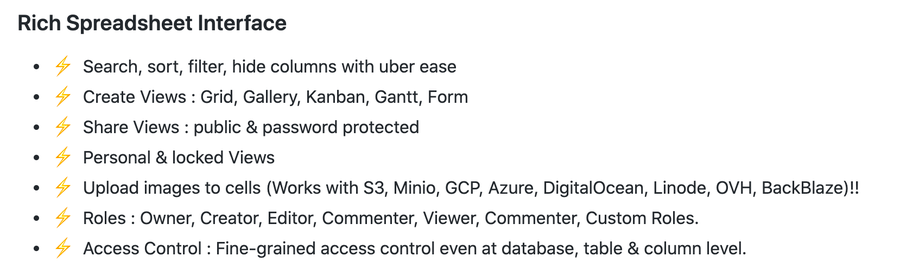 Rich Spreadsheet Interface
• ⚡ Search, sort, filter, hide columns with uber ease
• ⚡ Create Views : Grid, Gallery, Kanban, Gantt, Form
• ⚡ Share Views : public & password protected
• ⚡ Personal & locked Views
• ⚡ Upload images to cells (Works with S3, Minio, GCP, Azure, DigitalOcean, Linode, OVH, BackBlaze)!!
• ⚡ Roles : Owner, Creator, Editor, Commenter, Viewer, Commenter, Custom Roles.
• ⚡ Access Control : Fine-grained access control even at database, table & column level.